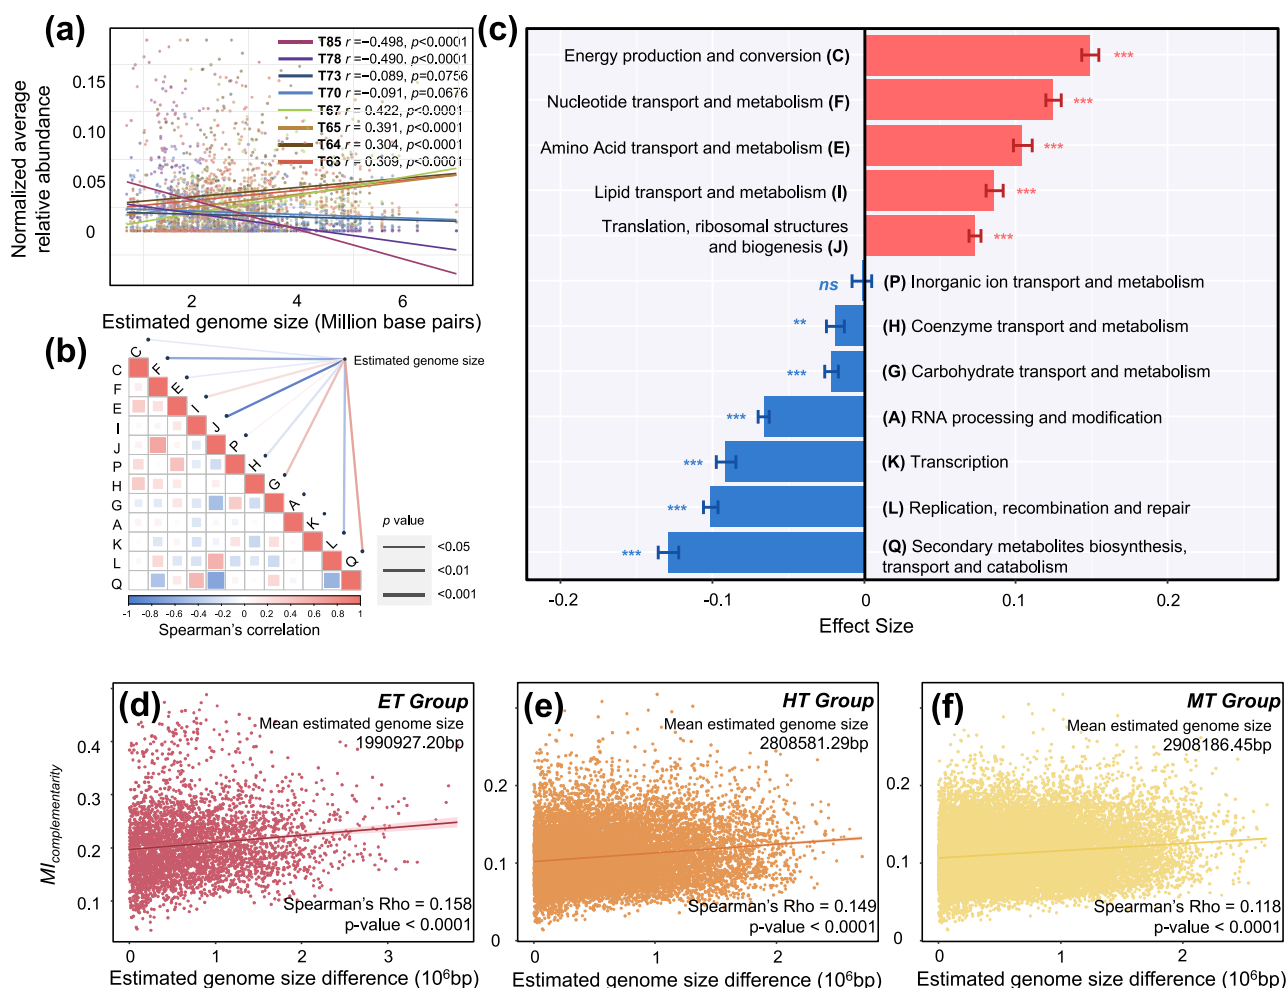 (a)
Normalized average
relative abundance
0.15
0.10
0.05
0
T85 r =−0.498, p<0.0001
T78 r =−0.490, p<0.0001
T73 r =−0.089, p=0.0756
T70 r =−0.091, p=0.0676
T67 r = 0.422, p<0.0001
T65 r = 0.391, p<0.0001
T64 r = 0.304, p<0.0001
T63 r = 0.309, p<0.0001
2 4 6
Estimated genome size (Million base pairs)
(b)
Estimated genome size
C F E I J P H G A K L Q
C
F
E
I
J
P
H
G
A
K
L
Q
-1 -0.8 -0.6 -0.4 -0.2 0 0.2 0.4 0.6 0.8 1
Spearman's correlation
p value
<0.05
<0.01
<0.001
(c)
Energy production and conversion (C)
***
Nucleotide transport and metabolism (F)
***
Amino Acid transport and metabolism (E)
***
Lipid transport and metabolism (I)
***
Translation, ribosomal structures
and biogenesis (J)
***
ns
(P) Inorganic ion transport and metabolism
**
(H) Coenzyme transport and metabolism
***
(G) Carbohydrate transport and metabolism
***
(A) RNA processing and modification
***
(K) Transcription
***
(L) Replication, recombination and repair
***
(Q) Secondary metabolites biosynthesis,
transport and catabolism
-0.2 -0.1 0 0.1 0.2
Effect Size
(d)
ET Group
Mean estimated genome size
1990927.20bp
MIcomplementarity
0.4
0.3
0.2
0.1
Spearman's Rho = 0.158
p-value < 0.0001
0 1 2 3
Estimated genome size difference (10⁶bp)
(e)
HT Group
Mean estimated genome size
2808581.29bp
0.2
0.1
0
Spearman's Rho = 0.149
p-value < 0.0001
0 1 2
Estimated genome size difference (10⁶bp)
(f)
MT Group
Mean estimated genome size
2908186.45bp
0.2
0.1
0
Spearman's Rho = 0.118
p-value < 0.0001
0 1 2
Estimated genome size difference (10⁶bp)